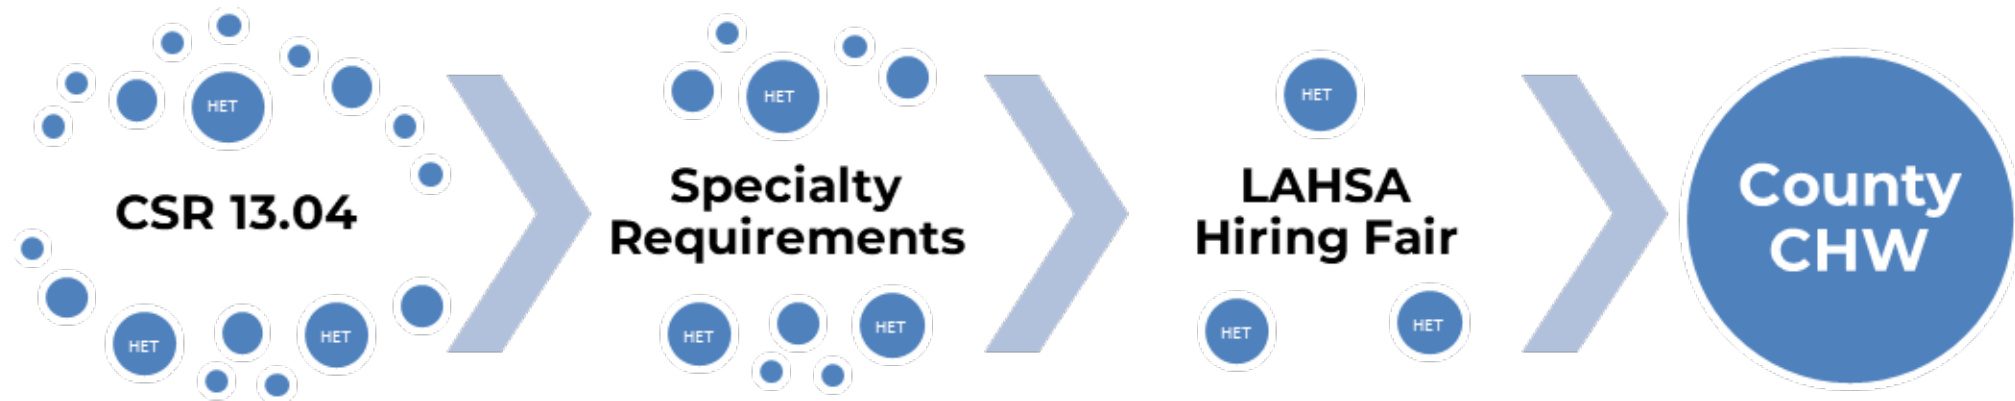 HET
CSR 13.04
HET
HET
HET
Specialty
Requirements
HET
HET
HET
LAHSA
Hiring Fair
HET
HET
County
CHW